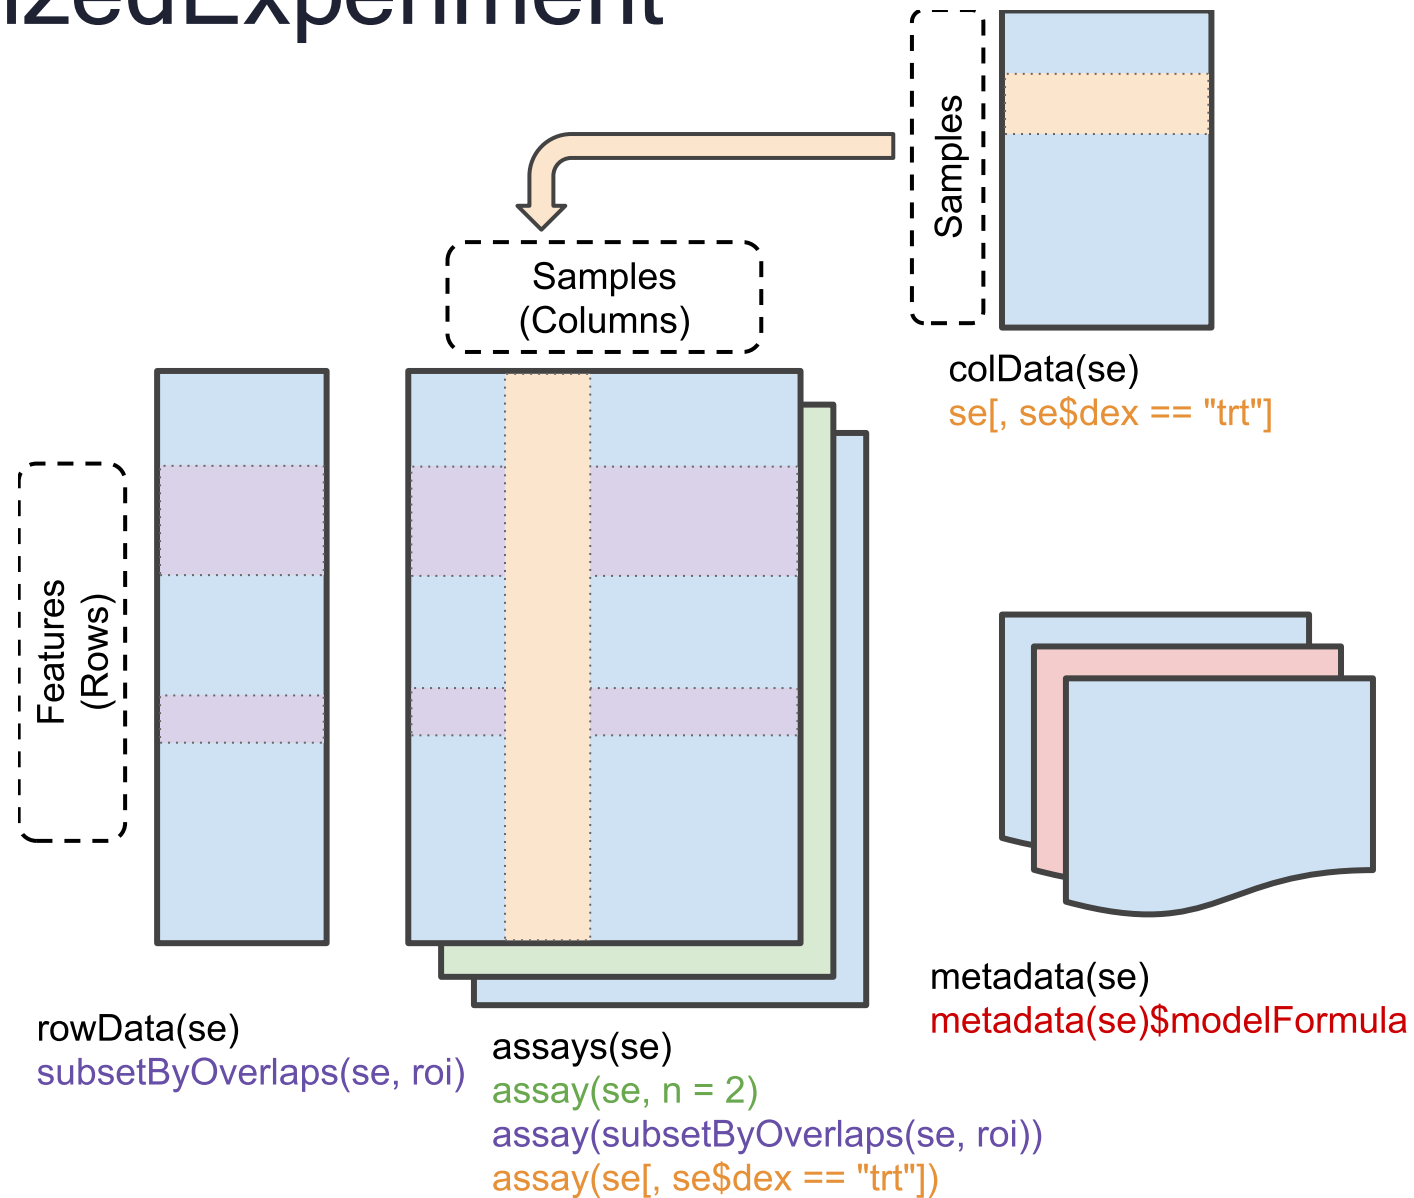 izedExperiment
Samples
Samples
(Columns)
colData(se)
se[, se$dex == "trt"]
Features
(Rows)
rowData(se)
subsetByOverlaps(se, roi)
assays(se)
assay(se, n = 2)
assay(subsetByOverlaps(se, roi))
assay(se[, se$dex == "trt"])
metadata(se)
metadata(se)$modelFormula